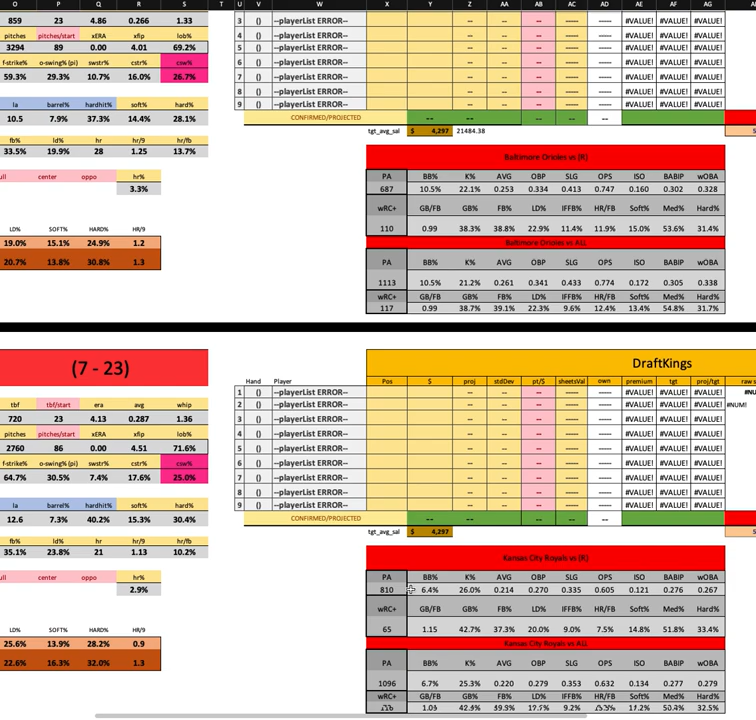 O P Q R S T U V W X Y Z AA AB AC AD AE AF AG
859 23 4.86 0.266 1.33 3 () --playerList ERROR-- -- -- -- ----- ----- #VALUE! #VALUE! #VALUE!
pitches pitches/start xERA xfip lob% 4 () --playerList ERROR-- -- -- -- ----- ----- #VALUE! #VALUE! #VALUE!
3294 89 0.00 4.01 69.2% 5 () --playerList ERROR-- -- -- -- ----- ----- #VALUE! #VALUE! #VALUE!
f-strike% o-swing% (pi) swstr% cstr% csw% 6 () --playerList ERROR-- -- -- -- ----- ----- #VALUE! #VALUE! #VALUE!
59.3% 29.3% 10.7% 16.0% 26.7% 7 () --playerList ERROR-- -- -- -- ----- ----- #VALUE! #VALUE! #VALUE!
8 () --playerList ERROR-- -- -- -- ----- ----- #VALUE! #VALUE! #VALUE!
la barrel% hardhit% soft% hard% 9 () --playerList ERROR-- -- -- -- ----- ----- #VALUE! #VALUE! #VALUE!
10.5 7.9% 37.3% 14.4% 28.1% CONFIRMED/PROJECTED -- -- -- -- --
tgt_avg_sal $ 4,297 21484.38
fb% ld% hr hr/9 hr/fb
33.5% 19.9% 28 1.25 13.7%
Baltimore Orioles vs (R)
center oppo hr% PA BB% K% AVG OBP SLG OPS ISO BABIP wOBA
3.3% 687 10.5% 22.1% 0.253 0.334 0.413 0.747 0.160 0.302 0.328
wRC+ GB/FB GB% FB% LD% IFFB% HR/FB Soft% Med% Hard%
LD% SOFT% HARD% HR/9 110 0.99 38.3% 38.8% 22.9% 11.4% 11.9% 15.0% 53.6% 31.4%
19.0% 15.1% 24.9% 1.2 Baltimore Orioles vs ALL
20.7% 13.8% 30.8% 1.3 PA BB% K% AVG OBP SLG OPS ISO BABIP wOBA
1113 10.5% 21.2% 0.261 0.341 0.433 0.774 0.172 0.305 0.338
wRC+ GB/FB GB% FB% LD% IFFB% HR/FB Soft% Med% Hard%
117 0.99 38.7% 39.1% 22.3% 9.6% 12.4% 13.4% 54.8% 31.7%
(7 - 23) DraftKings
Hand Player Pos $ proj stdDev pt/$ sheetsVal own premium tgt proj/tgt
1 () --playerList ERROR-- -- -- -- ----- ----- #VALUE! #VALUE! #VALUE!
tbf tbf/start era avg whip 2 () --playerList ERROR-- -- -- -- ----- ----- #VALUE! #VALUE! #VALUE! #NUM!
720 23 4.13 0.287 1.36 3 () --playerList ERROR-- -- -- -- ----- ----- #VALUE! #VALUE! #VALUE!
pitches pitches/start xERA xfip lob% 4 () --playerList ERROR-- -- -- -- ----- ----- #VALUE! #VALUE! #VALUE!
2760 86 0.00 4.51 71.6% 5 () --playerList ERROR-- -- -- -- ----- ----- #VALUE! #VALUE! #VALUE!
f-strike% o-swing% (pi) swstr% cstr% csw% 6 () --playerList ERROR-- -- -- -- ----- ----- #VALUE! #VALUE! #VALUE!
64.7% 30.5% 7.4% 17.6% 25.0% 7 () --playerList ERROR-- -- -- -- ----- ----- #VALUE! #VALUE! #VALUE!
8 () --playerList ERROR-- -- -- -- ----- ----- #VALUE! #VALUE! #VALUE!
la barrel% hardhit% soft% hard% 9 () --playerList ERROR-- -- -- -- ----- ----- #VALUE! #VALUE! #VALUE!
12.6 7.3% 40.2% 15.3% 30.4% CONFIRMED/PROJECTED -- -- -- -- --
tgt_avg_sal $ 4,297
fb% ld% hr hr/9 hr/fb
35.1% 23.8% 21 1.13 10.2%
Kansas City Royals vs (R)
center oppo hr% PA BB% K% AVG OBP SLG OPS ISO BABIP wOBA
2.9% 810 6.4% 26.0% 0.214 0.270 0.335 0.605 0.121 0.276 0.267
wRC+ GB/FB GB% FB% LD% IFFB% HR/FB Soft% Med% Hard%
LD% SOFT% HARD% HR/9 65 1.15 42.7% 37.3% 20.0% 9.0% 7.5% 14.8% 51.8% 33.4%
25.6% 13.9% 28.2% 0.9 Kansas City Royals vs ALL
22.6% 16.3% 32.0% 1.3 PA BB% K% AVG OBP SLG OPS ISO BABIP wOBA
1096 6.7% 25.3% 0.220 0.279 0.353 0.632 0.134 0.277 0.279
wRC+ GB/FB GB% FB% LD% IFFB% HR/FB Soft% Med% Hard%
32.5%